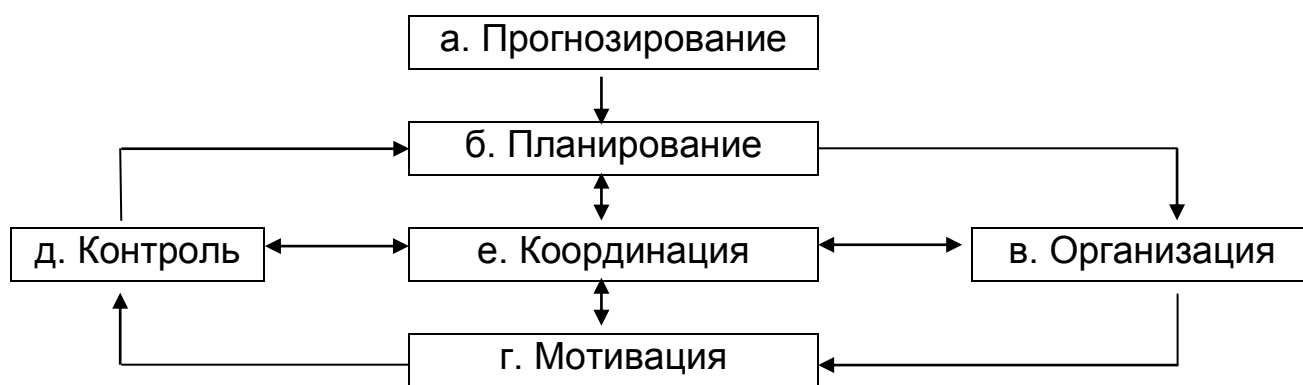 а. Прогнозирование
б. Планирование
д. Контроль
е. Координация
в. Организация
г. Мотивация